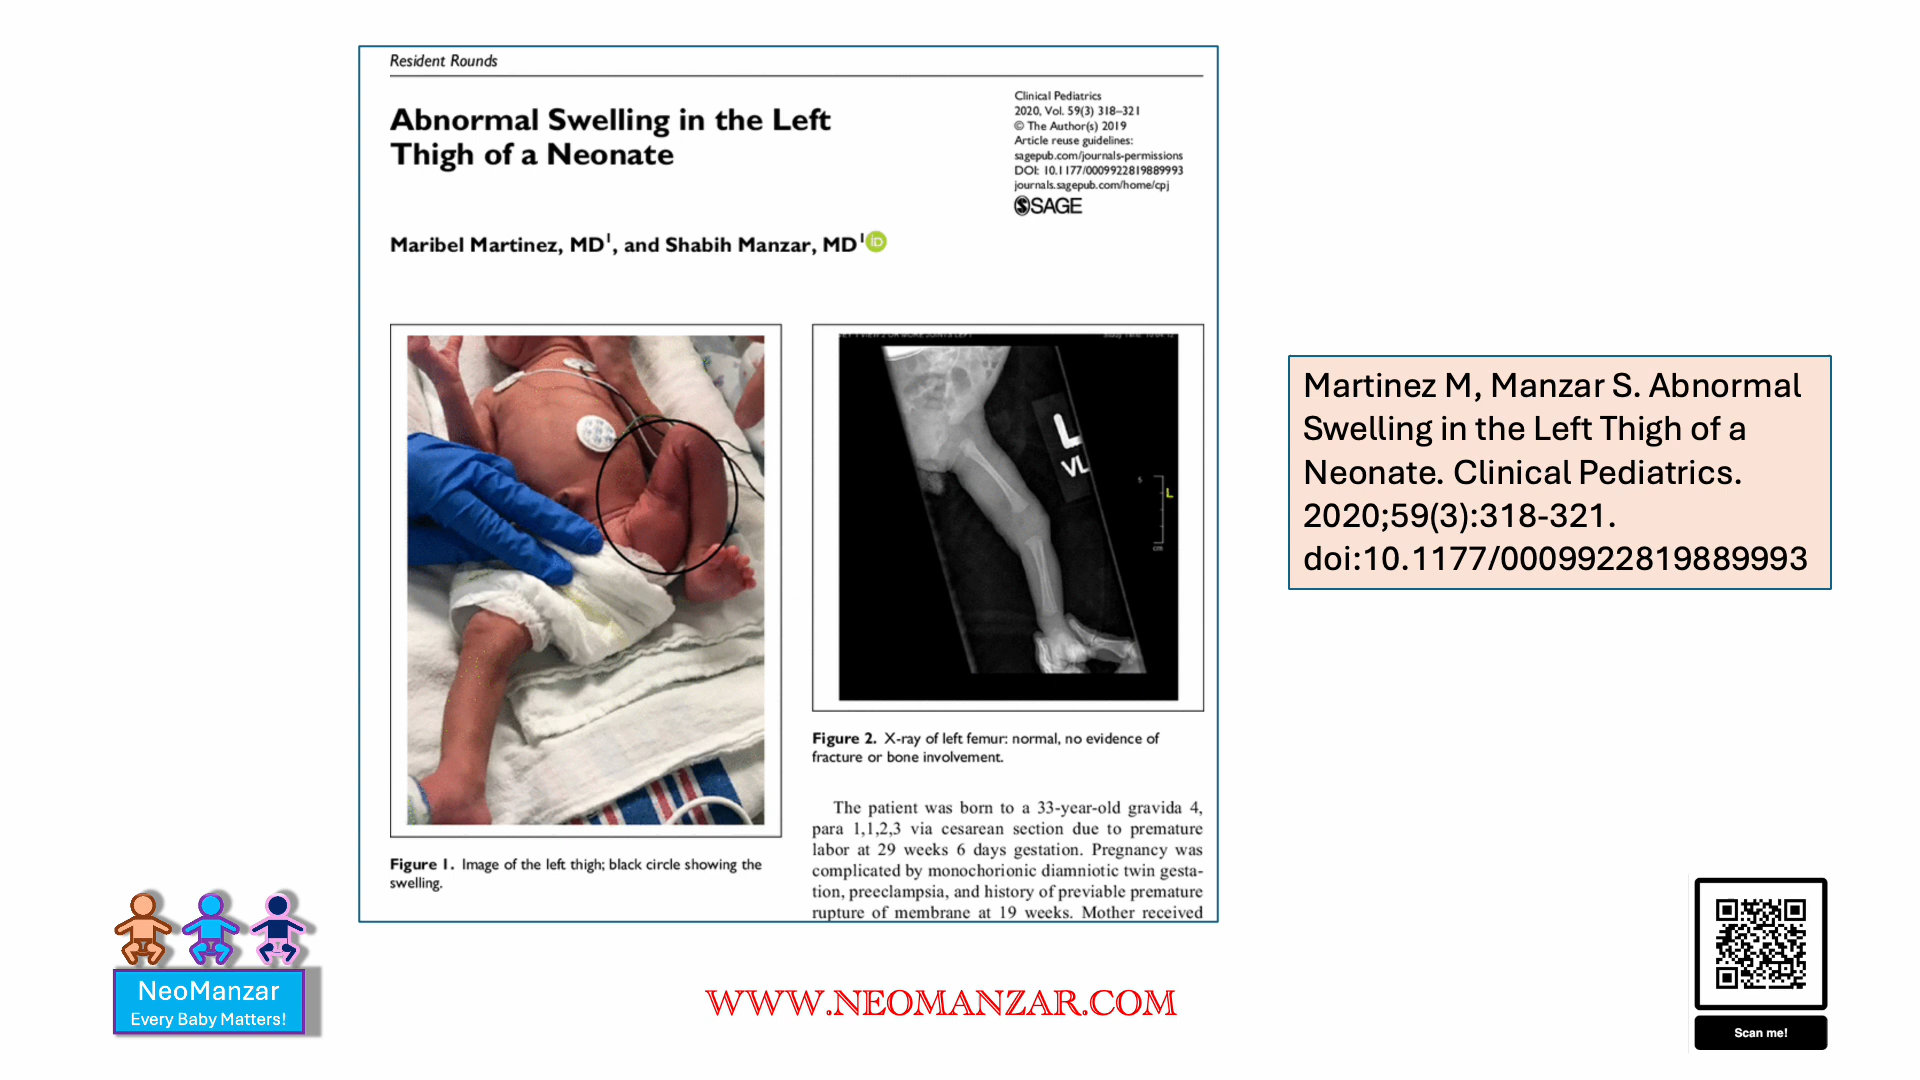 Resident Rounds
Abnormal Swelling in the Left
Thigh of a Neonate
Clinical Pediatrics
2020, Vol. 59(3) 318–321
© The Author(s) 2019
Article reuse guidelines:
sagepub.com/journals-permissions
DOI: 10.1177/0009922819889993
journals.sagepub.com/home/cpj
SAGE
Maribel Martinez, MD1, and Shabih Manzar, MD1 iD
L
VL
5
L
cm
Figure 1. Image of the left thigh; black circle showing the
swelling.
Figure 2. X-ray of left femur: normal, no evidence of
fracture or bone involvement.
The patient was born to a 33-year-old gravida 4,
para 1,1,2,3 via cesarean section due to premature
labor at 29 weeks 6 days gestation. Pregnancy was
complicated by monochorionic diamniotic twin gesta-
tion, preeclampsia, and history of previable premature
rupture of membrane at 19 weeks. Mother received
Martinez M, Manzar S. Abnormal
Swelling in the Left Thigh of a
Neonate. Clinical Pediatrics.
2020;59(3):318-321.
doi:10.1177/0009922819889993
NeoManzar
Every Baby Matters!
WWW.NEOMANZAR.COM
Scan me!